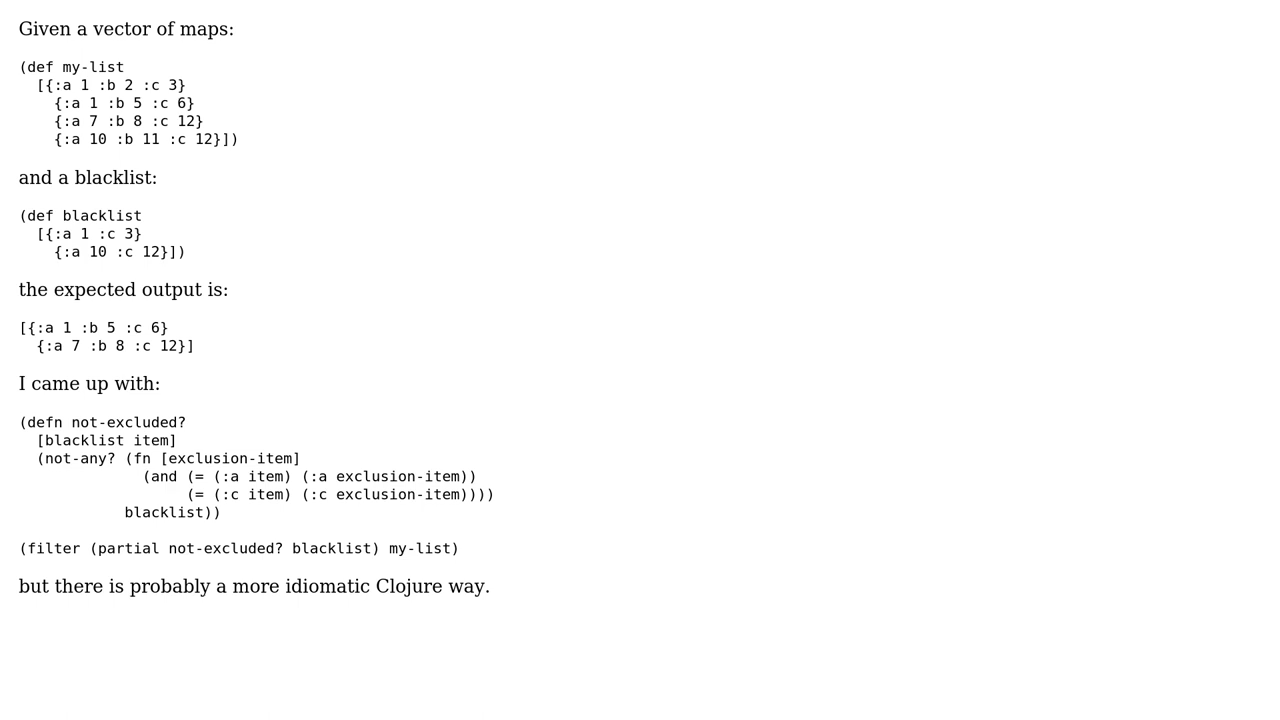 Given a vector of maps:
(def my-list
  [{:a 1 :b 2 :c 3}
    {:a 1 :b 5 :c 6}
    {:a 7 :b 8 :c 12}
    {:a 10 :b 11 :c 12}])
and a blacklist:
(def blacklist
  [{:a 1 :c 3}
    {:a 10 :c 12}])
the expected output is:
[{:a 1 :b 5 :c 6}
  {:a 7 :b 8 :c 12}]
I came up with:
(defn not-excluded?
  [blacklist item]
  (not-any? (fn [exclusion-item]
              (and (= (:a item) (:a exclusion-item))
                   (= (:c item) (:c exclusion-item))))
            blacklist))
(filter (partial not-excluded? blacklist) my-list)
but there is probably a more idiomatic Clojure way.